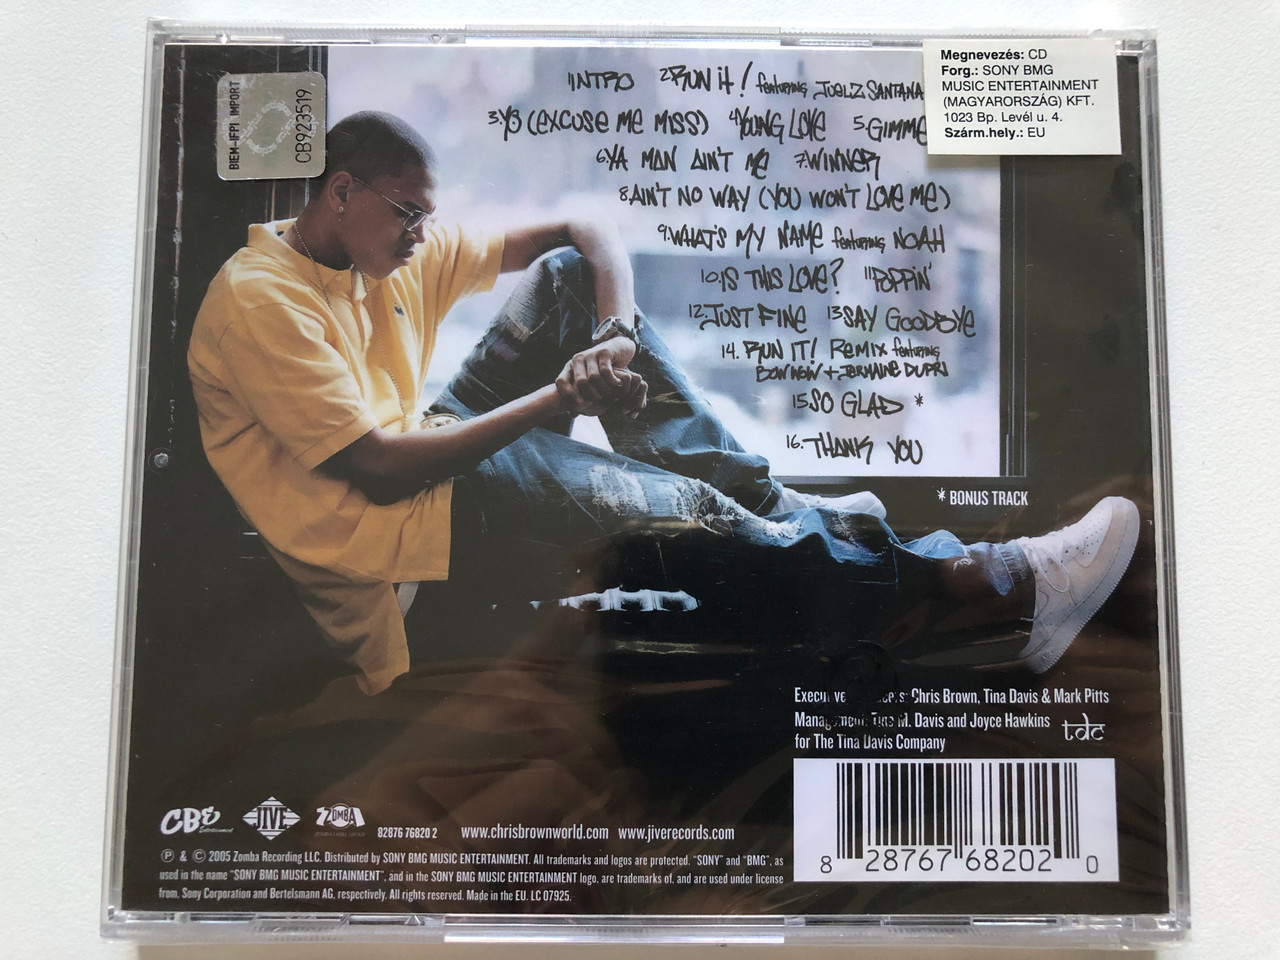 BIEM-IFPI IMPORT
CB923519
Megnevezés: CD
Forg.: SONY BMG
MUSIC ENTERTAINMENT
(MAGYARORSZÁG) KFT.
1023 Bp. Levél u. 4.
Szárm.hely.: EU
1 INTRO 2. RUN it! featuring JUELZ SANTANA
3. YO (EXCUSE ME MISS) 4 YOUNG LOVE 5. GIMME
6. YA MAN AIN'T ME 7. WINNER
8. AIN'T NO WAY (YOU WON'T LOVE ME)
9. WHAT'S MY NAME featuring NOAH
10. IS THIS LOVE? 11 POPPIN'
12. JUST FINE 13 SAY GOODBYE
14. RUN IT! REMIX featuring
BOW WOW + JERMAINE DUPRI
15 SO GLAD *
16. THANK YOU
* BONUS TRACK
Chris Brown, Tina Davis & Mark Pitts
M. Davis and Joyce Hawkins
for The Tina Davis Company
tdc
CBE Entertainment
JIVE
ZOMBA
ZOMBA LABEL GROUP
82876 76820 2 www.chrisbrownworld.com www.jiverecords.com
Ⓟ & © 2005 Zomba Recording LLC. Distributed by SONY BMG MUSIC ENTERTAINMENT. All trademarks and logos are protected. "SONY" and "BMG", as
used in the name "SONY BMG MUSIC ENTERTAINMENT", and in the SONY BMG MUSIC ENTERTAINMENT logo, are trademarks of, and are used under license
from, Sony Corporation and Bertelsmann AG, respectively. All rights reserved. Made in the EU. LC 07925.
8 28767 68202 0